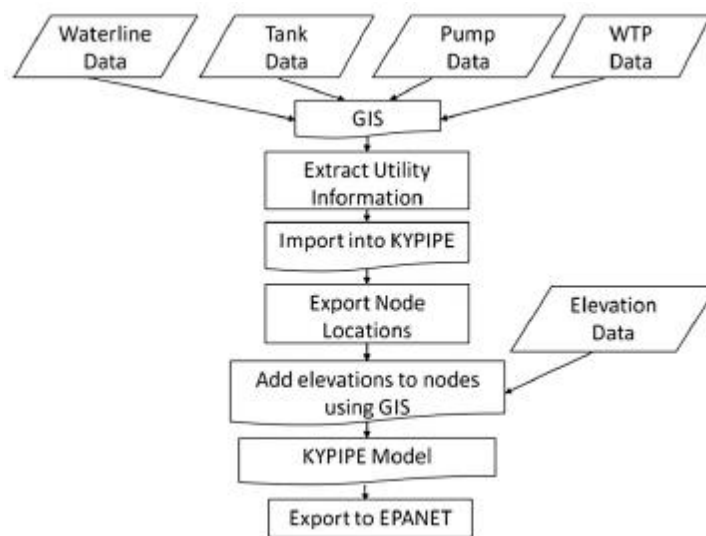 Waterline
Data
Tank
Data
Pump
Data
WTP
Data
GIS
Extract Utility
Information
Import into KYPIPE
Export Node
Locations
Elevation
Data
Add elevations to nodes
using GIS
KYPIPE Model
Export to EPANET